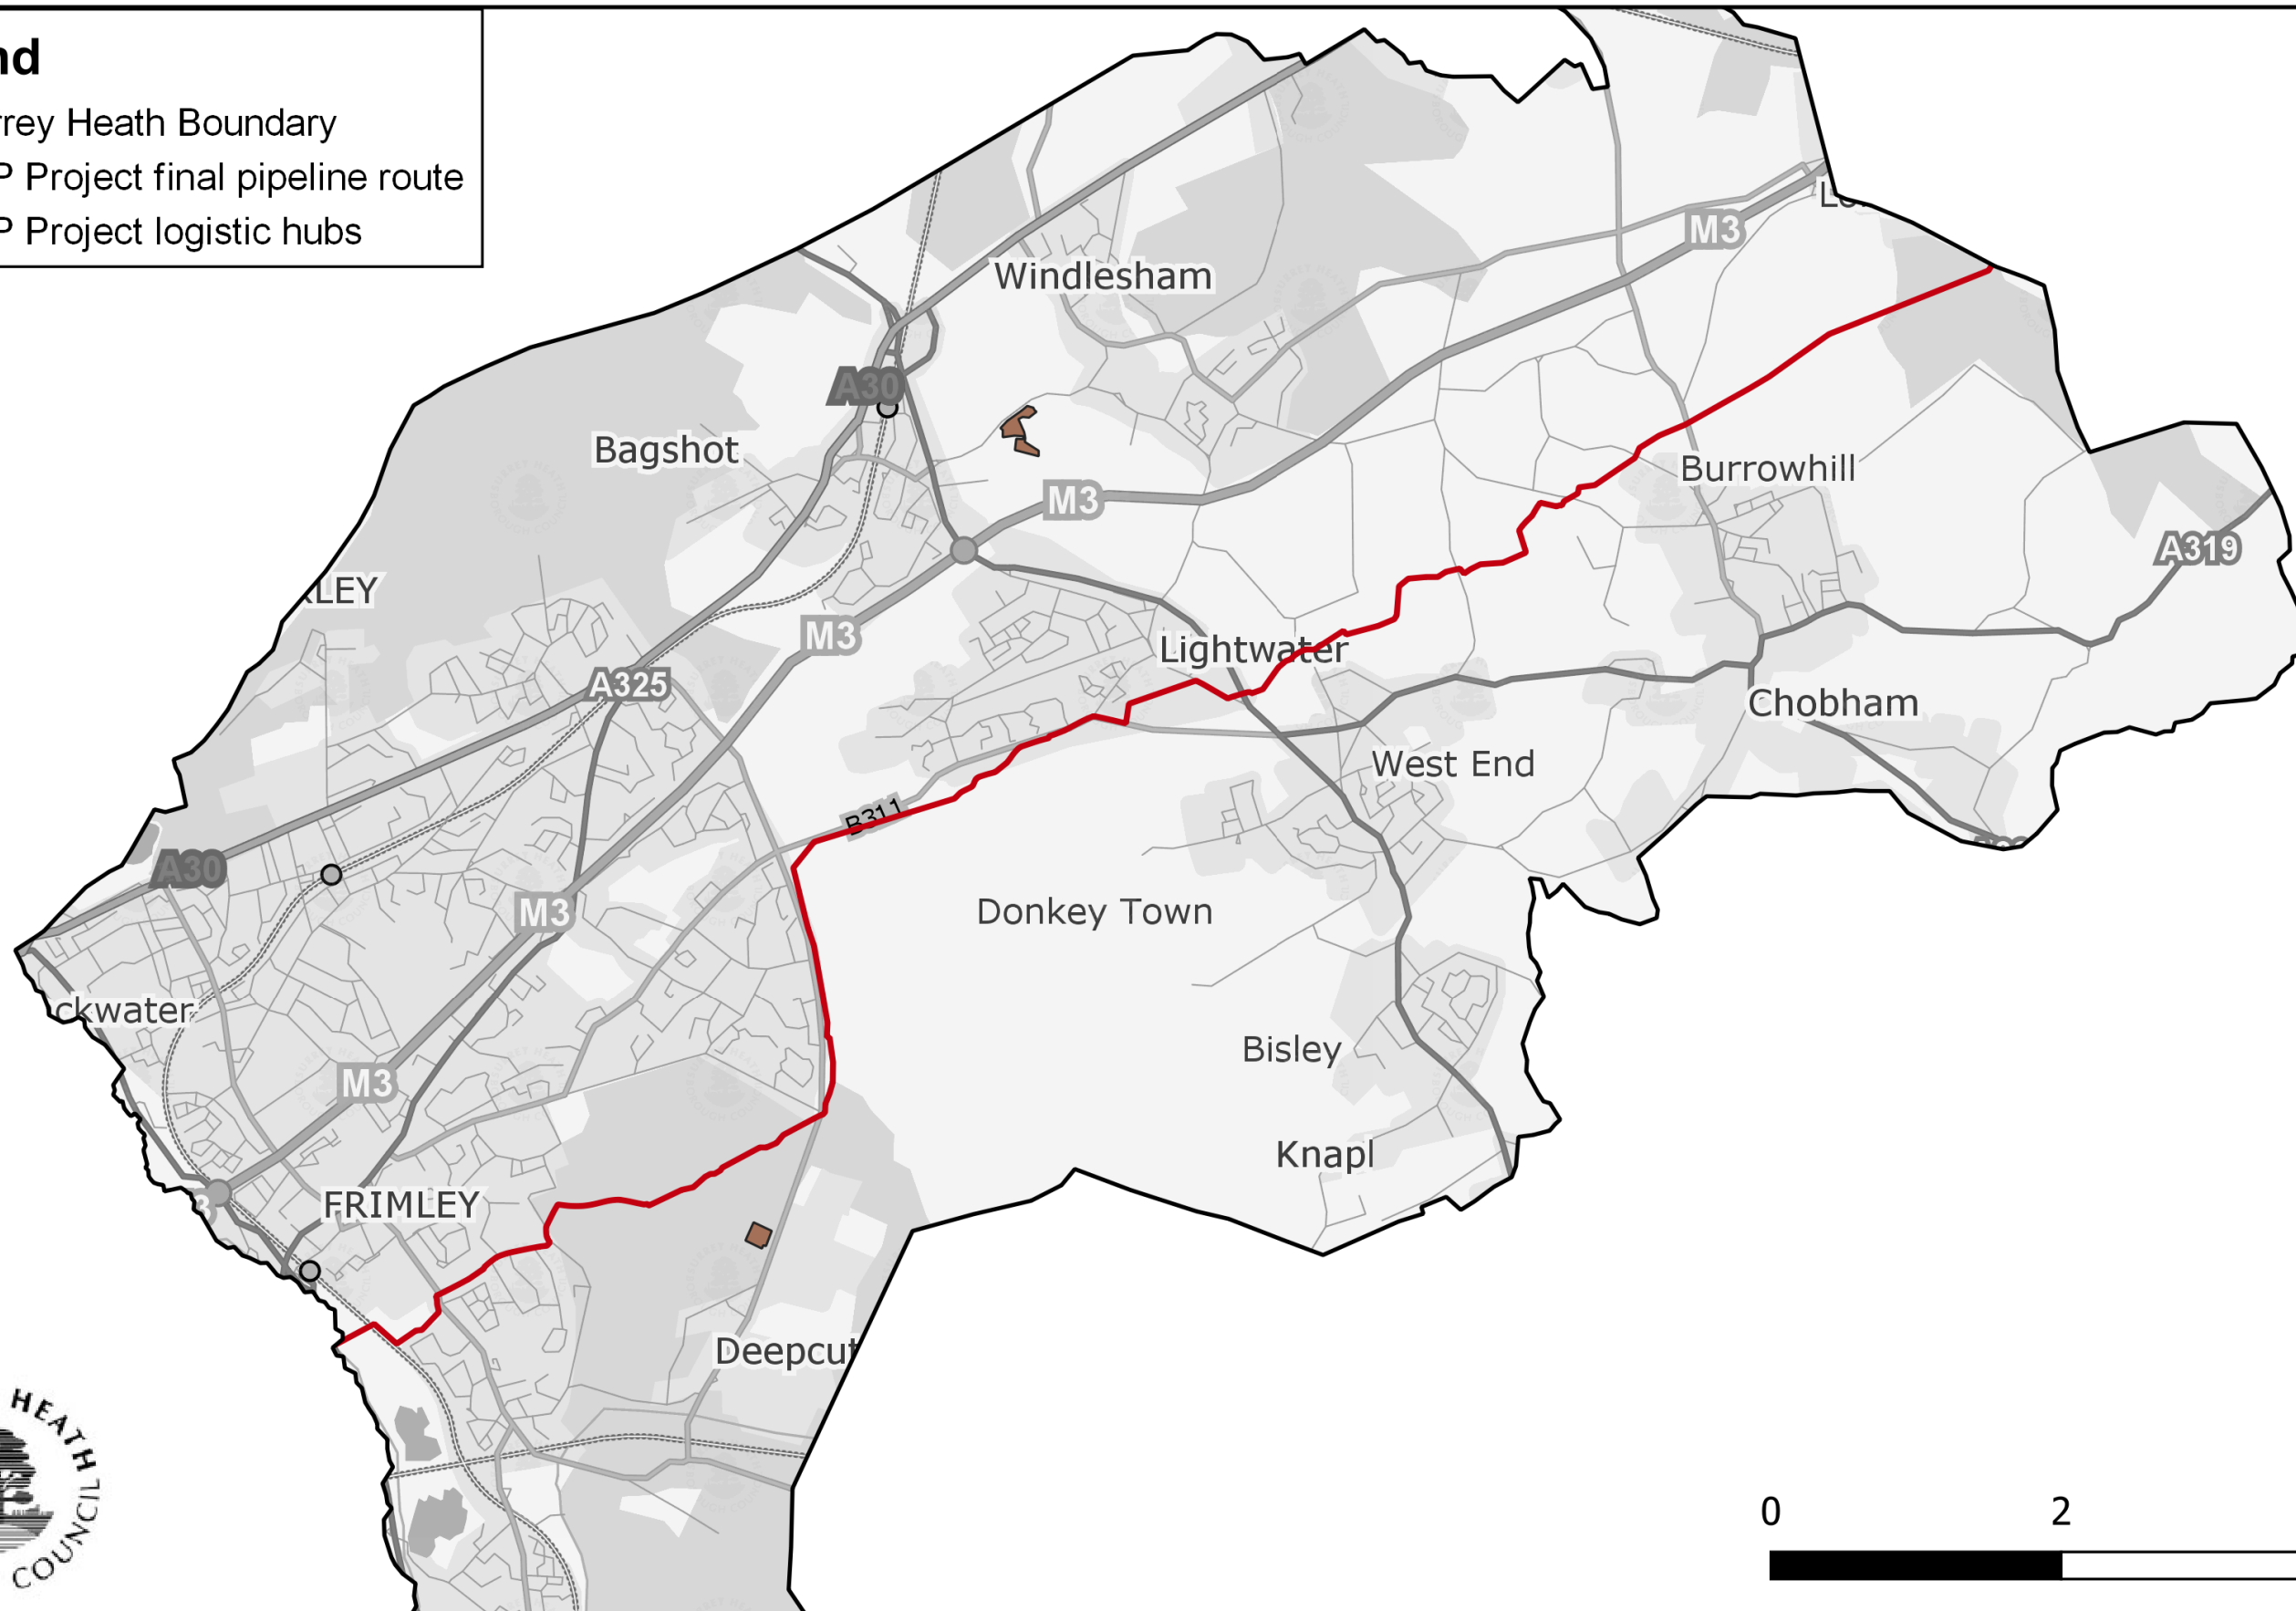 nd
rrey Heath Boundary
P Project final pipeline route
P Project logistic hubs
M3
Windlesham
A30
Bagshot
M3
Burrowhill
A319
RLEY
M3
Lightwater
A325
Chobham
West End
B311
A30
M3
Donkey Town
ckwater
Bisley
M3
Knapl
FRIMLEY
3
Deepcut
HEATH
COUNCIL
0 2